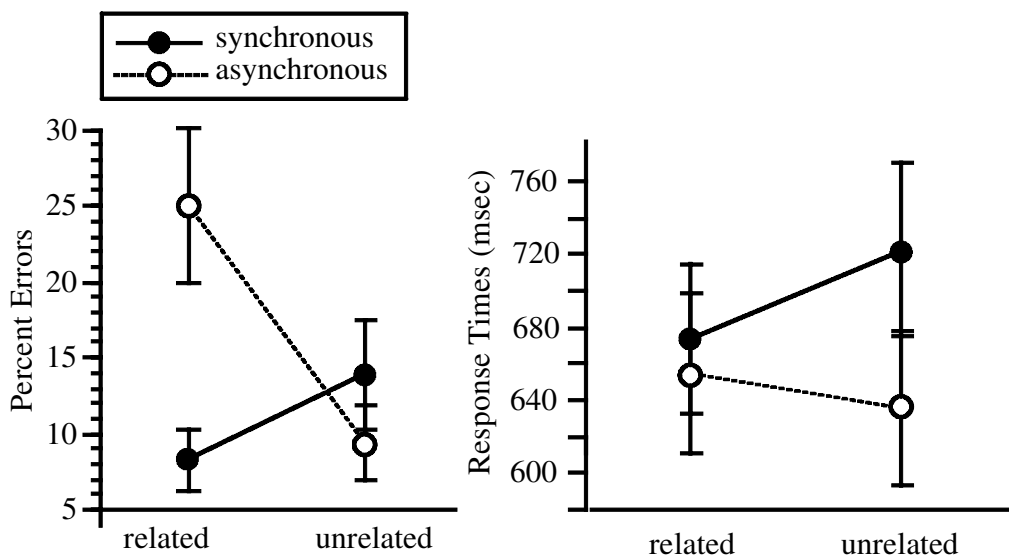 synchronous
asynchronous
Percent Errors
30
25
20
15
10
5
related unrelated
Response Times (msec)
760
720
680
640
600
related unrelated